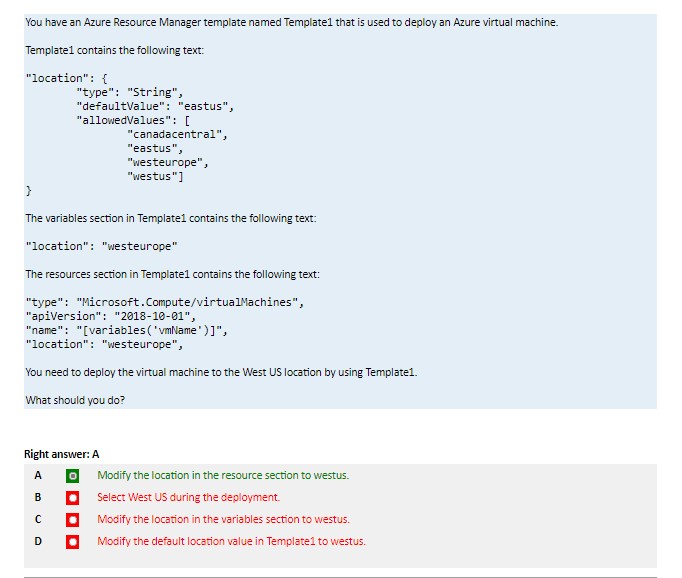 You have an Azure Resource Manager template named Template1 that is used to deploy an Azure virtual machine.
Template1 contains the following text:
"location": {
"type": "String",
"defaultValue": "eastus",
"allowedValues": [
"canadacentral",
"eastus",
"westeurope",
"westus"]
}
The variables section in Template1 contains the following text:
"location": "westeurope"
The resources section in Template1 contains the following text:
"type": "Microsoft.Compute/virtualMachines",
"apiVersion": "2018-10-01",
"name": "[variables('vmName')]",
"location": "westeurope",
You need to deploy the virtual machine to the West US location by using Template1.
What should you do?
Right answer: A
A Modify the location in the resource section to westus.
B Select West US during the deployment.
C Modify the location in the variables section to westus.
D Modify the default location value in Template1 to westus.